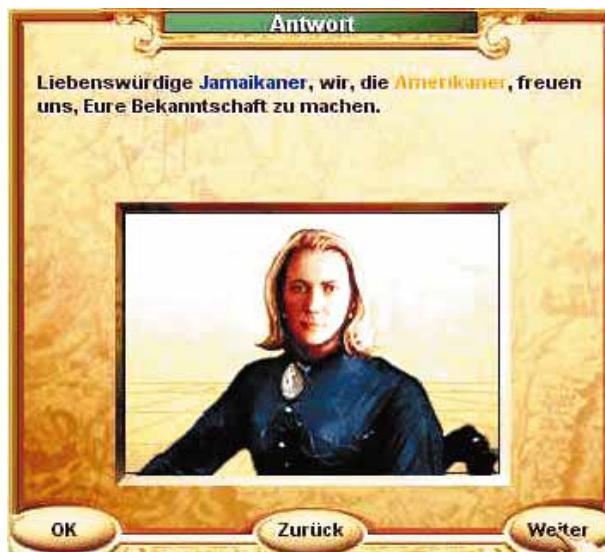 Antwort
Liebenswürdige Jamaikaner, wir, die Amerikaner, freuen
uns, Eure Bekanntschaft zu machen.
OK
Zurück
Weiter